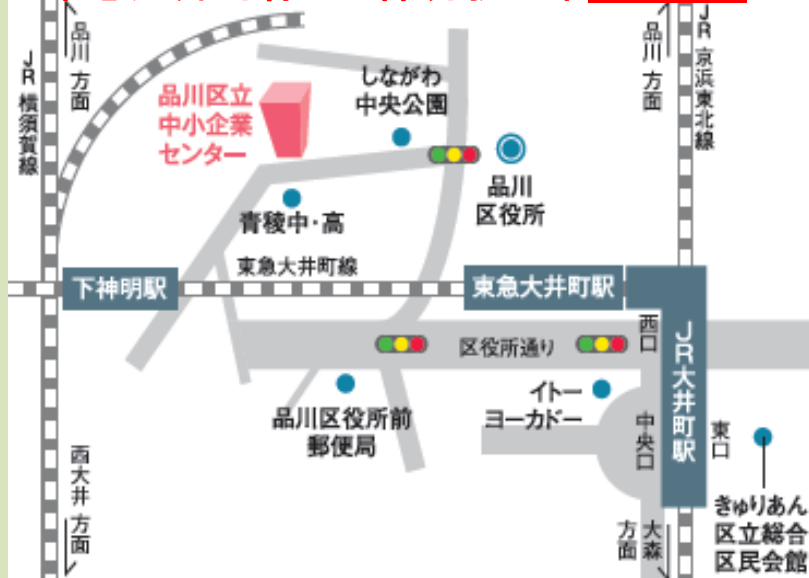 品川方面
JR横須賀線
品川区立
中小企業
センター
しながわ
中央公園
品川方面
JR京浜東北線
品川
区役所
青稜中・高
東急大井町線
下神明駅
東急大井町駅
西口
JR大井町駅
区役所通り
イトー
ヨーカドー
品川区役所前
郵便局
中央口
東口
西大井方面
きゅりあん
区立総合
区民会館
大森
方面